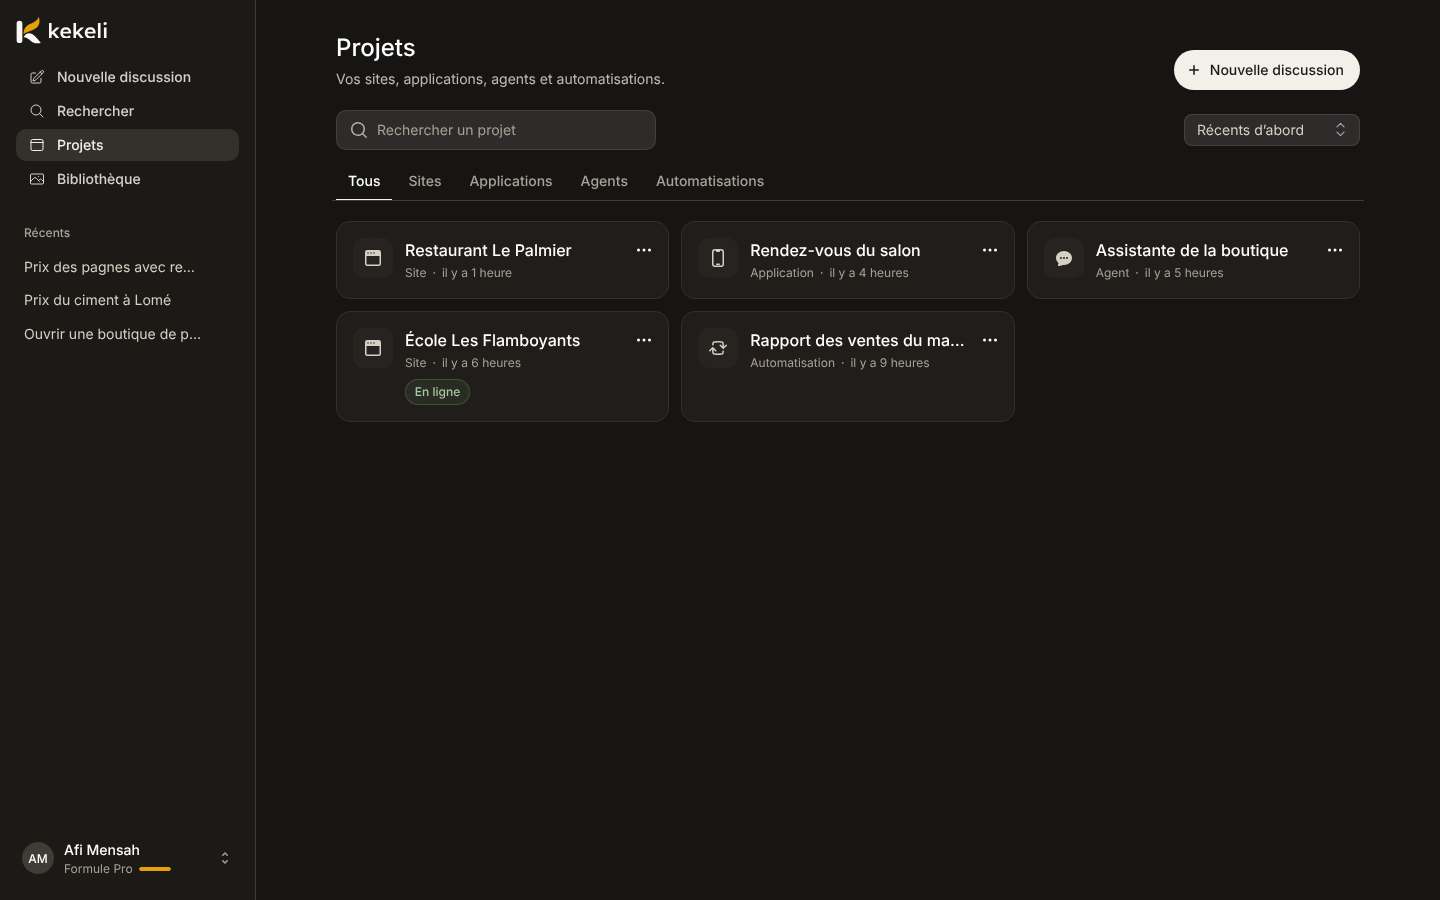 kekeli
Nouvelle discussion
Rechercher
Projets
Bibliothèque
Récents
Prix des pagnes avec re...
Prix du ciment à Lomé
Ouvrir une boutique de p...
AM
Afi Mensah
Formule Pro
Projets
Vos sites, applications, agents et automatisations.
Nouvelle discussion
Rechercher un projet
Récents d’abord
Tous Sites Applications Agents Automatisations
Restaurant Le Palmier
Site · il y a 1 heure
Rendez-vous du salon
Application · il y a 4 heures
Assistante de la boutique
Agent · il y a 5 heures
École Les Flamboyants
Site · il y a 6 heures
En ligne
Rapport des ventes du ma...
Automatisation · il y a 9 heures